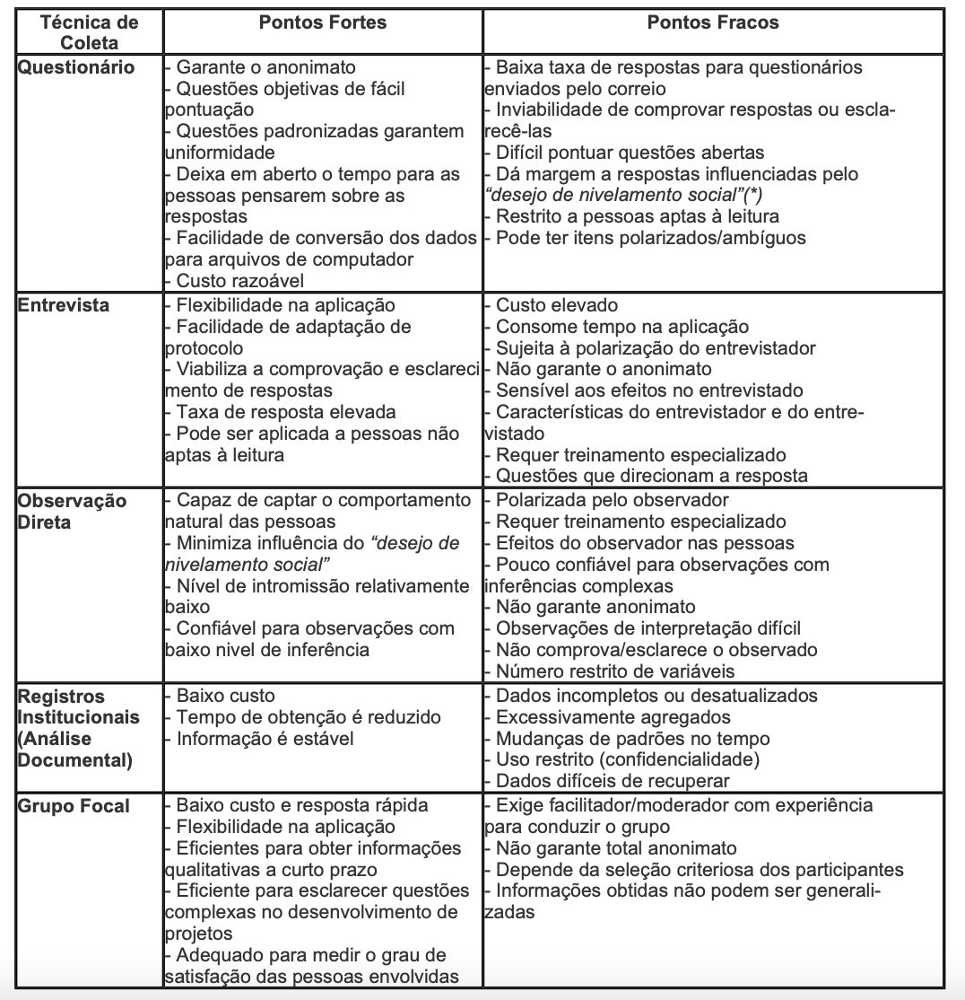 Técnica de
Coleta
Pontos Fortes
Pontos Fracos
Questionário
- Garante o anonimato
- Questões objetivas de fácil
pontuação
- Questões padronizadas garantem
uniformidade
- Deixa em aberto o tempo para as
pessoas pensarem sobre as
respostas
- Facilidade de conversão dos dados
para arquivos de computador
- Custo razoável
- Baixa taxa de respostas para questionários
enviados pelo correio
- Inviabilidade de comprovar respostas ou escla-
recê-las
- Difícil pontuar questões abertas
- Dá margem a respostas influenciadas pelo
“desejo de nivelamento social”(*)
- Restrito a pessoas aptas à leitura
- Pode ter itens polarizados/ambíguos
Entrevista
- Flexibilidade na aplicação
- Facilidade de adaptação de
protocolo
- Viabiliza a comprovação e esclareci
mento de respostas
- Taxa de resposta elevada
- Pode ser aplicada a pessoas não
aptas à leitura
- Custo elevado
- Consome tempo na aplicação
- Sujeita à polarização do entrevistador
- Não garante o anonimato
- Sensível aos efeitos no entrevistado
- Características do entrevistador e do entre-
vistado
- Requer treinamento especializado
- Questões que direcionam a resposta
Observação
Direta
- Capaz de captar o comportamento
natural das pessoas
- Minimiza influência do “desejo de
nivelamento social”
- Nível de intromissão relativamente
baixo
- Confiável para observações com
baixo nivel de inferência
- Polarizada pelo observador
- Requer treinamento especializado
- Efeitos do observador nas pessoas
- Pouco confiável para observações com
inferências complexas
- Não garante anonimato
- Observações de interpretação difícil
- Não comprova/esclarece o observado
- Número restrito de variáveis
Registros
Institucionais
(Análise
Documental)
- Baixo custo
- Tempo de obtenção é reduzido
- Informação é estável
- Dados incompletos ou desatualizados
- Excessivamente agregados
- Mudanças de padrões no tempo
- Uso restrito (confidencialidade)
- Dados difíceis de recuperar
Grupo Focal
- Baixo custo e resposta rápida
- Flexibilidade na aplicação
- Eficientes para obter informações
qualitativas a curto prazo
- Eficiente para esclarecer questões
complexas no desenvolvimento de
projetos
- Adequado para medir o grau de
satisfação das pessoas envolvidas
- Exige facilitador/moderador com experiência
para conduzir o grupo
- Não garante total anonimato
- Depende da seleção criteriosa dos participantes
- Informações obtidas não podem ser generali-
zadas